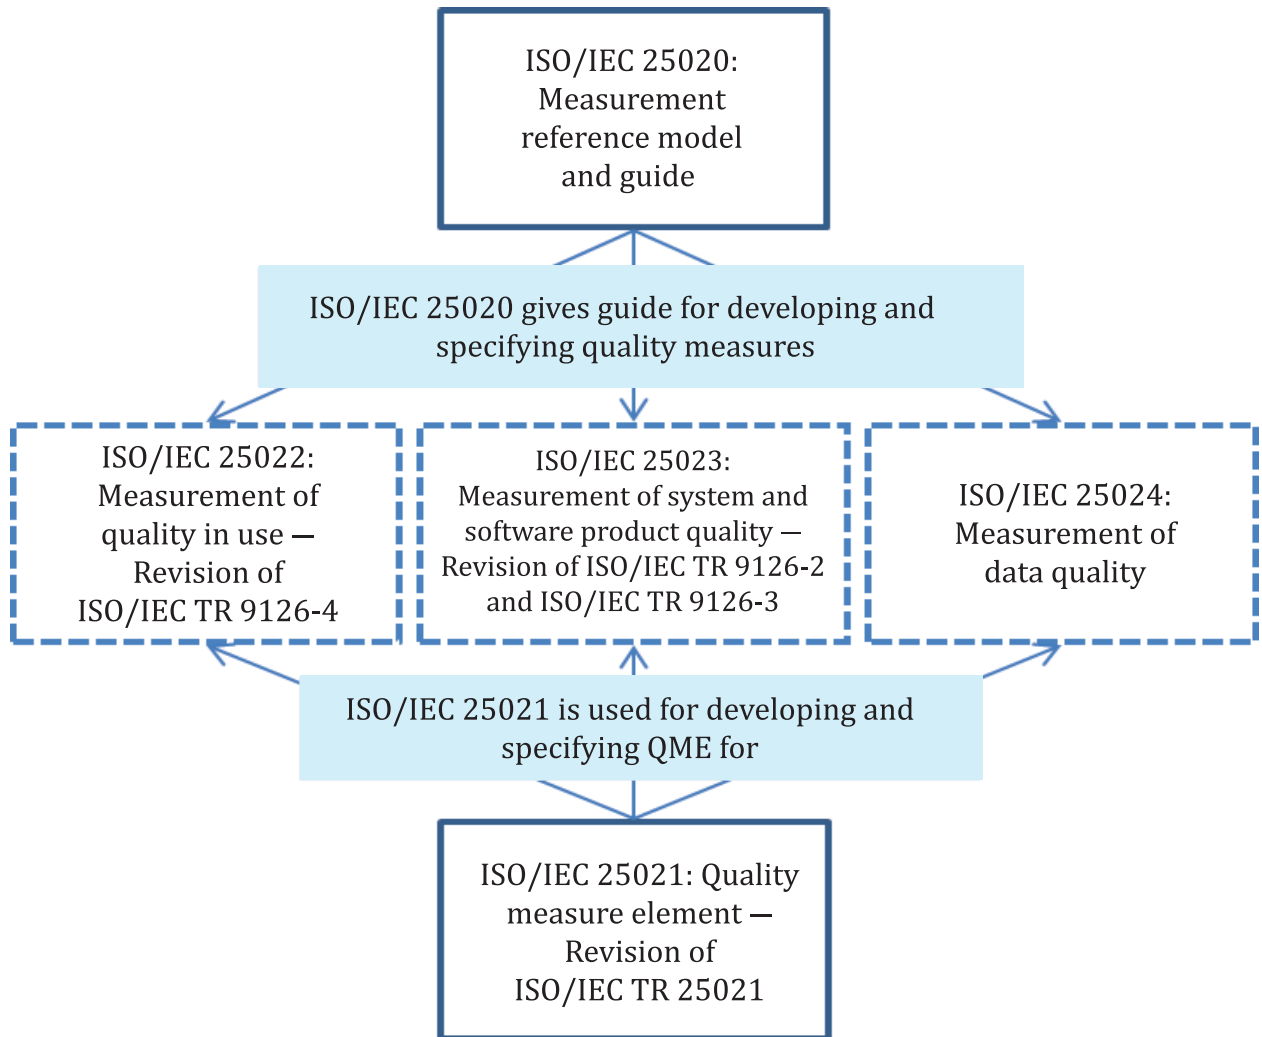 ISO/IEC 25020:
Measurement
reference model
and guide
ISO/IEC 25020 gives guide for developing and
specifying quality measures
ISO/IEC 25022:
Measurement of
quality in use —
Revision of
ISO/IEC TR 9126-4
ISO/IEC 25023:
Measurement of system and
software product quality —
Revision of ISO/IEC TR 9126-2
and ISO/IEC TR 9126-3
ISO/IEC 25024:
Measurement of
data quality
ISO/IEC 25021 is used for developing and
specifying QME for
ISO/IEC 25021: Quality
measure element —
Revision of
ISO/IEC TR 25021